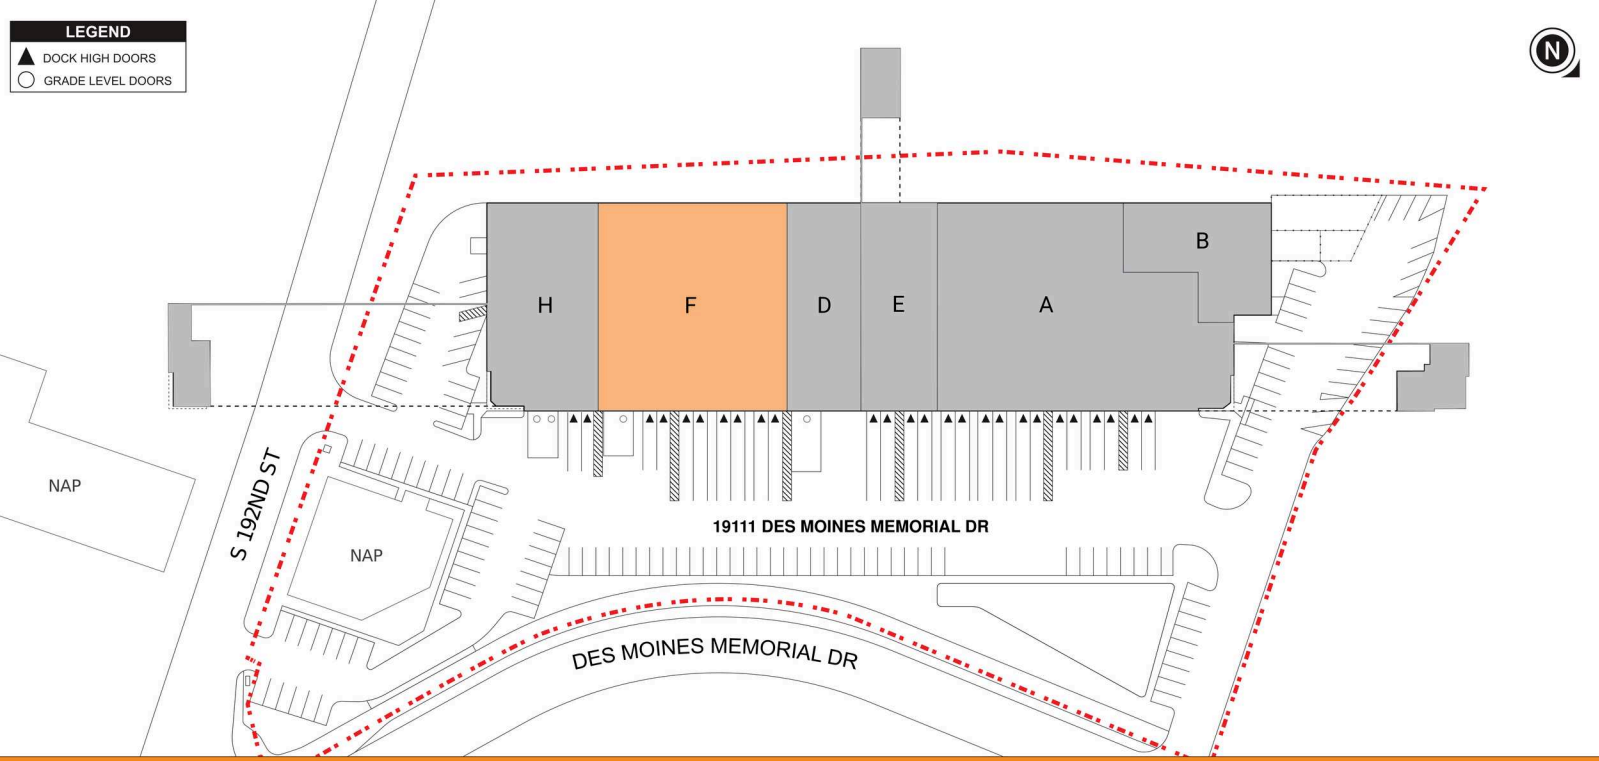 LEGEND
DOCK HIGH DOORS
GRADE LEVEL DOORS
N
B
H
F
D
E
A
NAP
S 192ND ST
NAP
19111 DES MOINES MEMORIAL DR
DES MOINES MEMORIAL DR